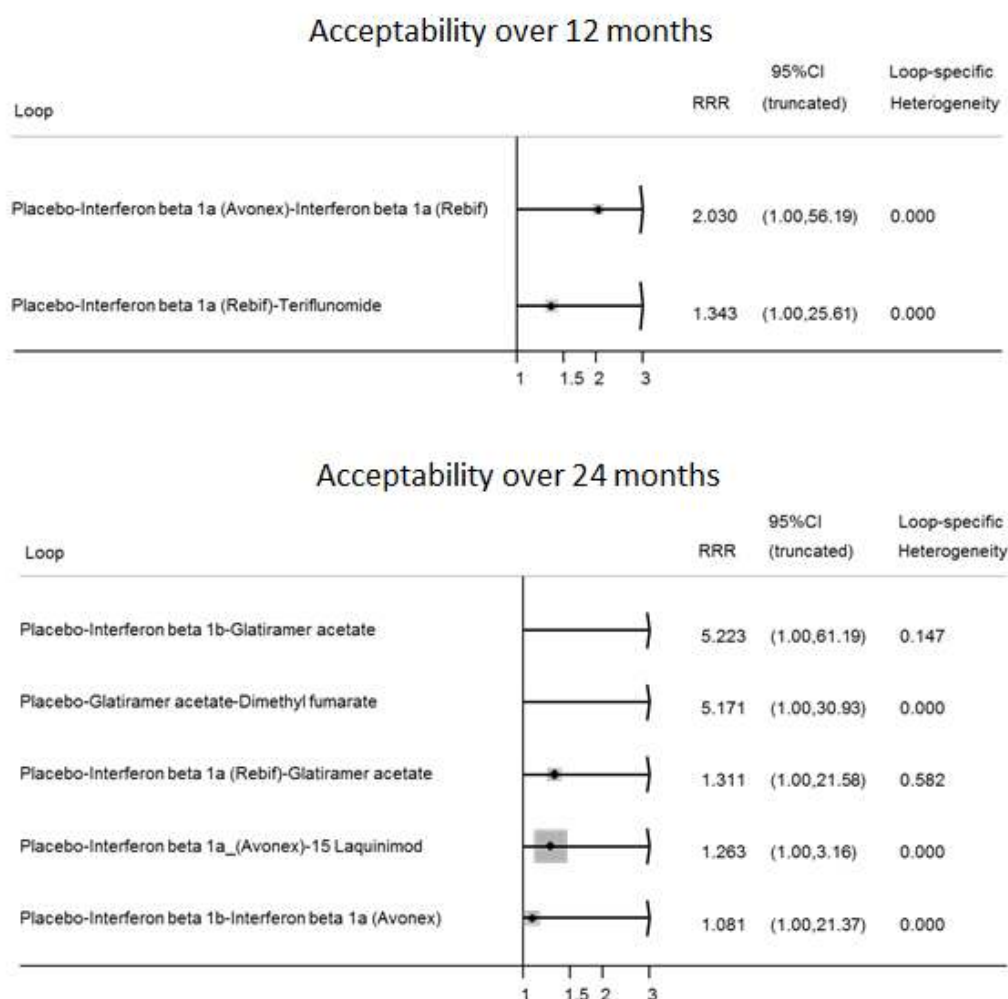 Acceptability over 12 months
Loop RRR 95%CI (truncated) Loop-specific Heterogeneity
Placebo-Interferon beta 1a (Avonex)-Interferon beta 1a (Rebif) 2.030 (1.00,56.19) 0.000
Placebo-Interferon beta 1a (Rebif)-Teriflunomide 1.343 (1.00,25.61) 0.000
1 1.5 2 3
Acceptability over 24 months
Loop RRR 95%CI (truncated) Loop-specific Heterogeneity
Placebo-Interferon beta 1b-Glatiramer acetate 5.223 (1.00,61.19) 0.147
Placebo-Glatiramer acetate-Dimethyl fumarate 5.171 (1.00,30.93) 0.000
Placebo-Interferon beta 1a (Rebif)-Glatiramer acetate 1.311 (1.00,21.58) 0.582
Placebo-Interferon beta 1a_(Avonex)-15 Laquinimod 1.263 (1.00,3.16) 0.000
Placebo-Interferon beta 1b-Interferon beta 1a (Avonex) 1.081 (1.00,21.37) 0.000
1 1.5 2 3